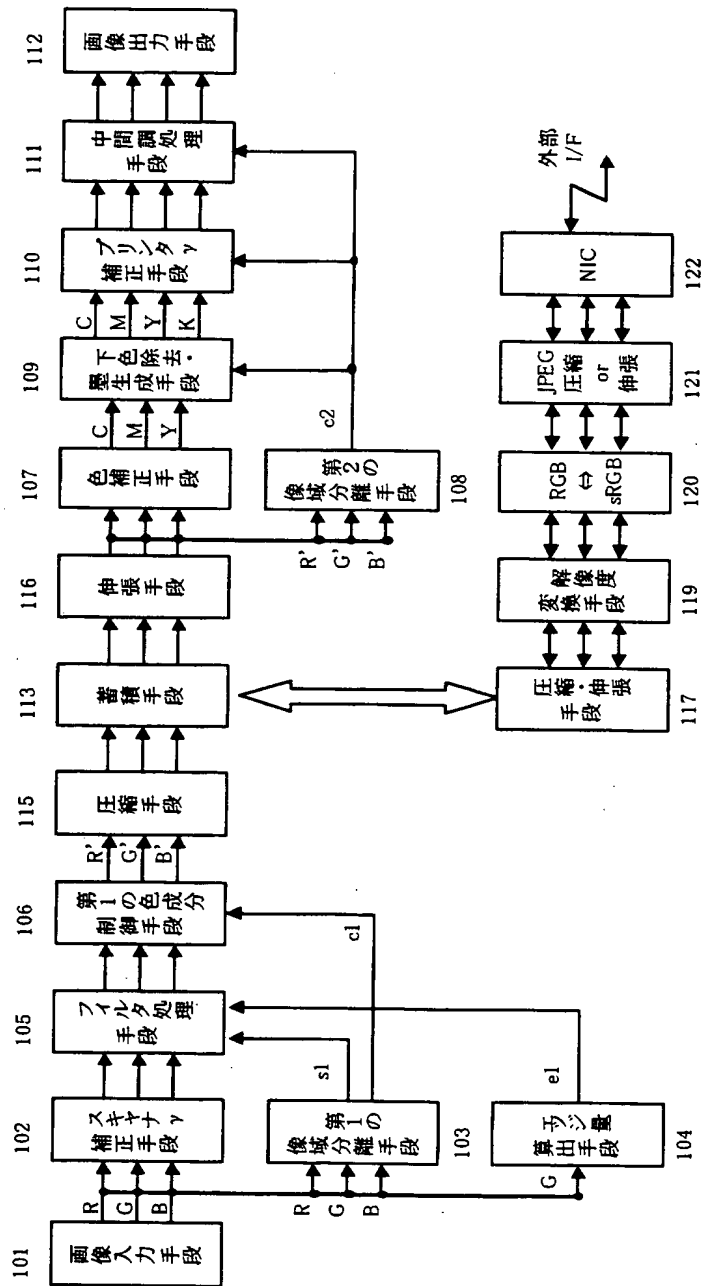 101
画像入力手段
R
G
B
102
スキャナγ
補正手段
R
G
B
第1の
像域分離手段
103
G
エッジ量
算出手段
104
s1
c1
e1
105
フィルタ処理
手段
106
第1の色成分
制御手段
R'
G'
B'
115
圧縮手段
113
蓄積手段
116
伸張手段
R'
G'
B'
第2の
像域分離手段
108
c2
107
色補正手段
C
M
Y
109
下色除去・
墨生成手段
C
M
Y
K
110
プリンタγ
補正手段
111
中間調処理
手段
112
画像出力手段
圧縮・伸張
手段
117
解像度
変換手段
119
RGB
⇔
sRGB
120
JPEG
圧縮
or
伸張
121
NIC
122
外部
I/F